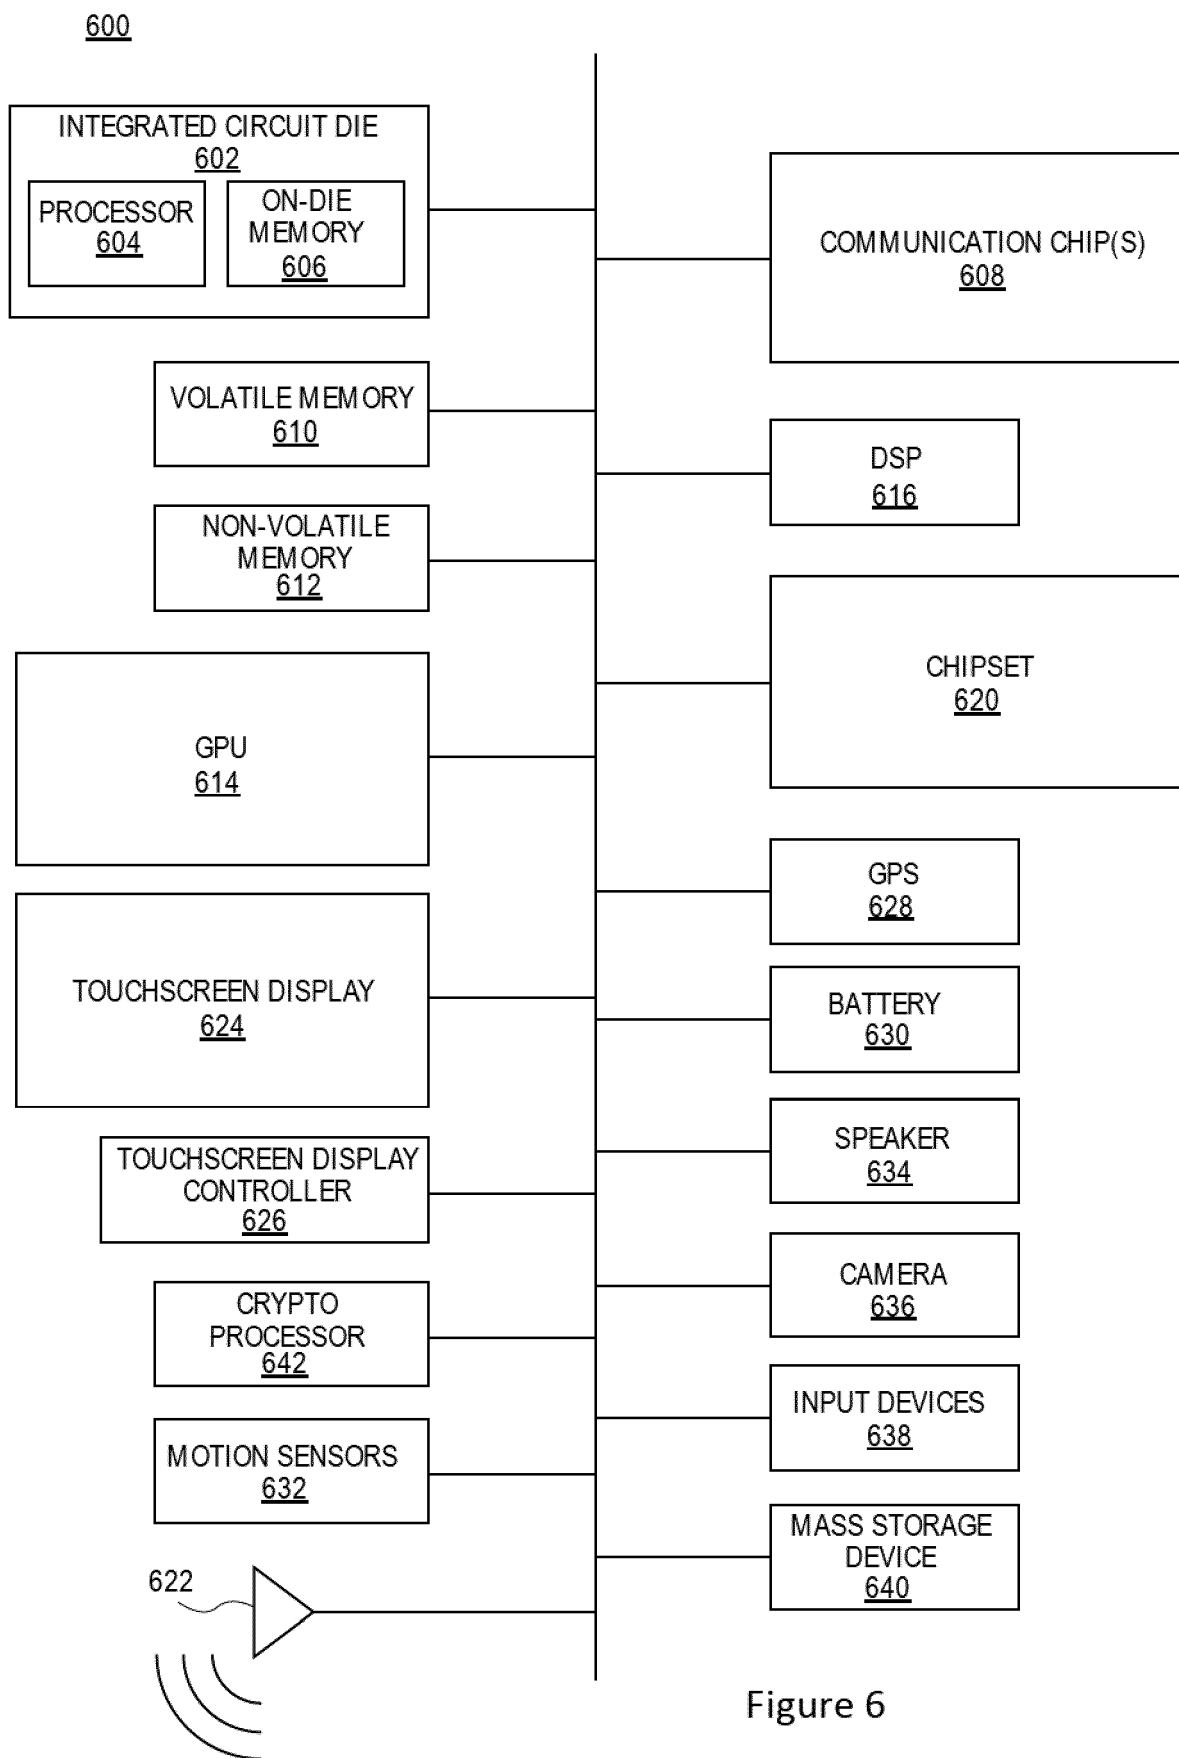 600
INTEGRATED CIRCUIT DIE
602
PROCESSOR
604
ON-DIE
MEMORY
606
COMMUNICATION CHIP(S)
608
VOLATILE MEMORY
610
DSP
616
NON-VOLATILE
MEMORY
612
CHIPSET
620
GPU
614
GPS
628
TOUCHSCREEN DISPLAY
624
BATTERY
630
SPEAKER
634
TOUCHSCREEN DISPLAY
CONTROLLER
626
CAMERA
636
CRYPTO
PROCESSOR
642
INPUT DEVICES
638
MOTION SENSORS
632
MASS STORAGE
DEVICE
640
622
Figure 6